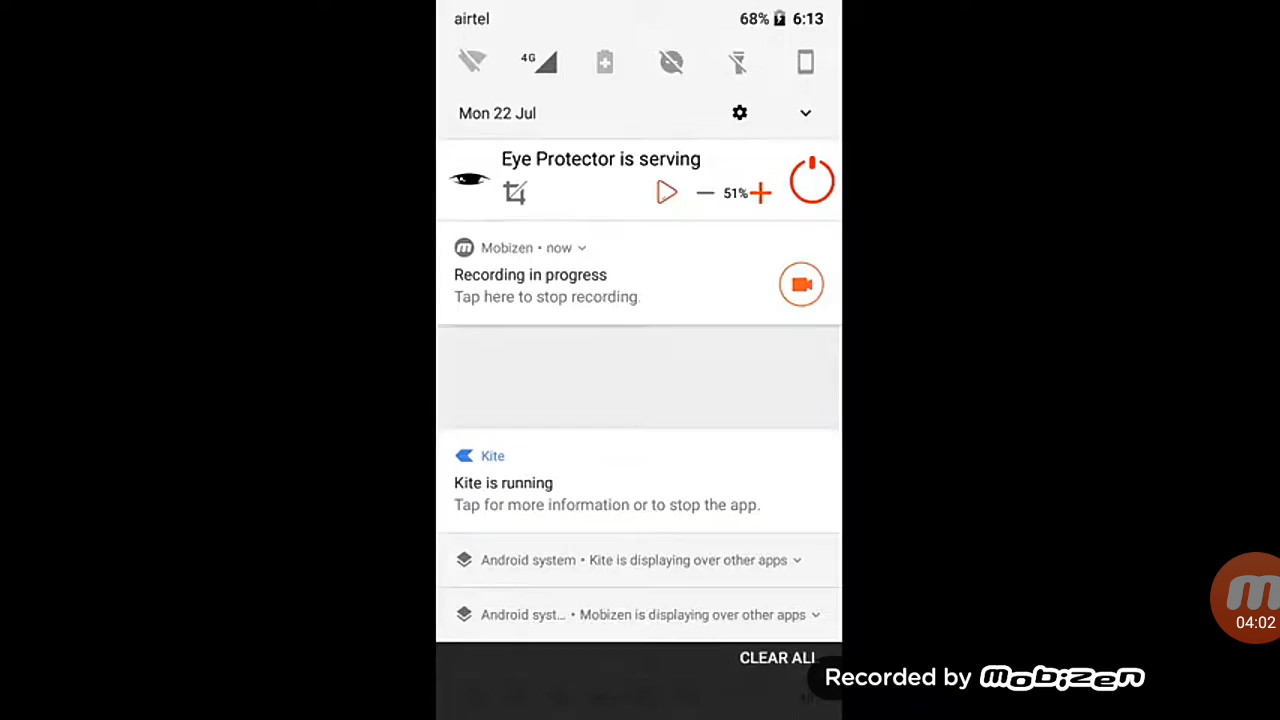 airtel
68% 6:13
4G
Mon 22 Jul
Eye Protector is serving
51%
Mobizen • now
Recording in progress
Tap here to stop recording.
Kite
Kite is running
Tap for more information or to stop the app.
Android system • Kite is displaying over other apps
Android syst... • Mobizen is displaying over other apps
CLEAR ALL
04:02
Recorded by mobizen